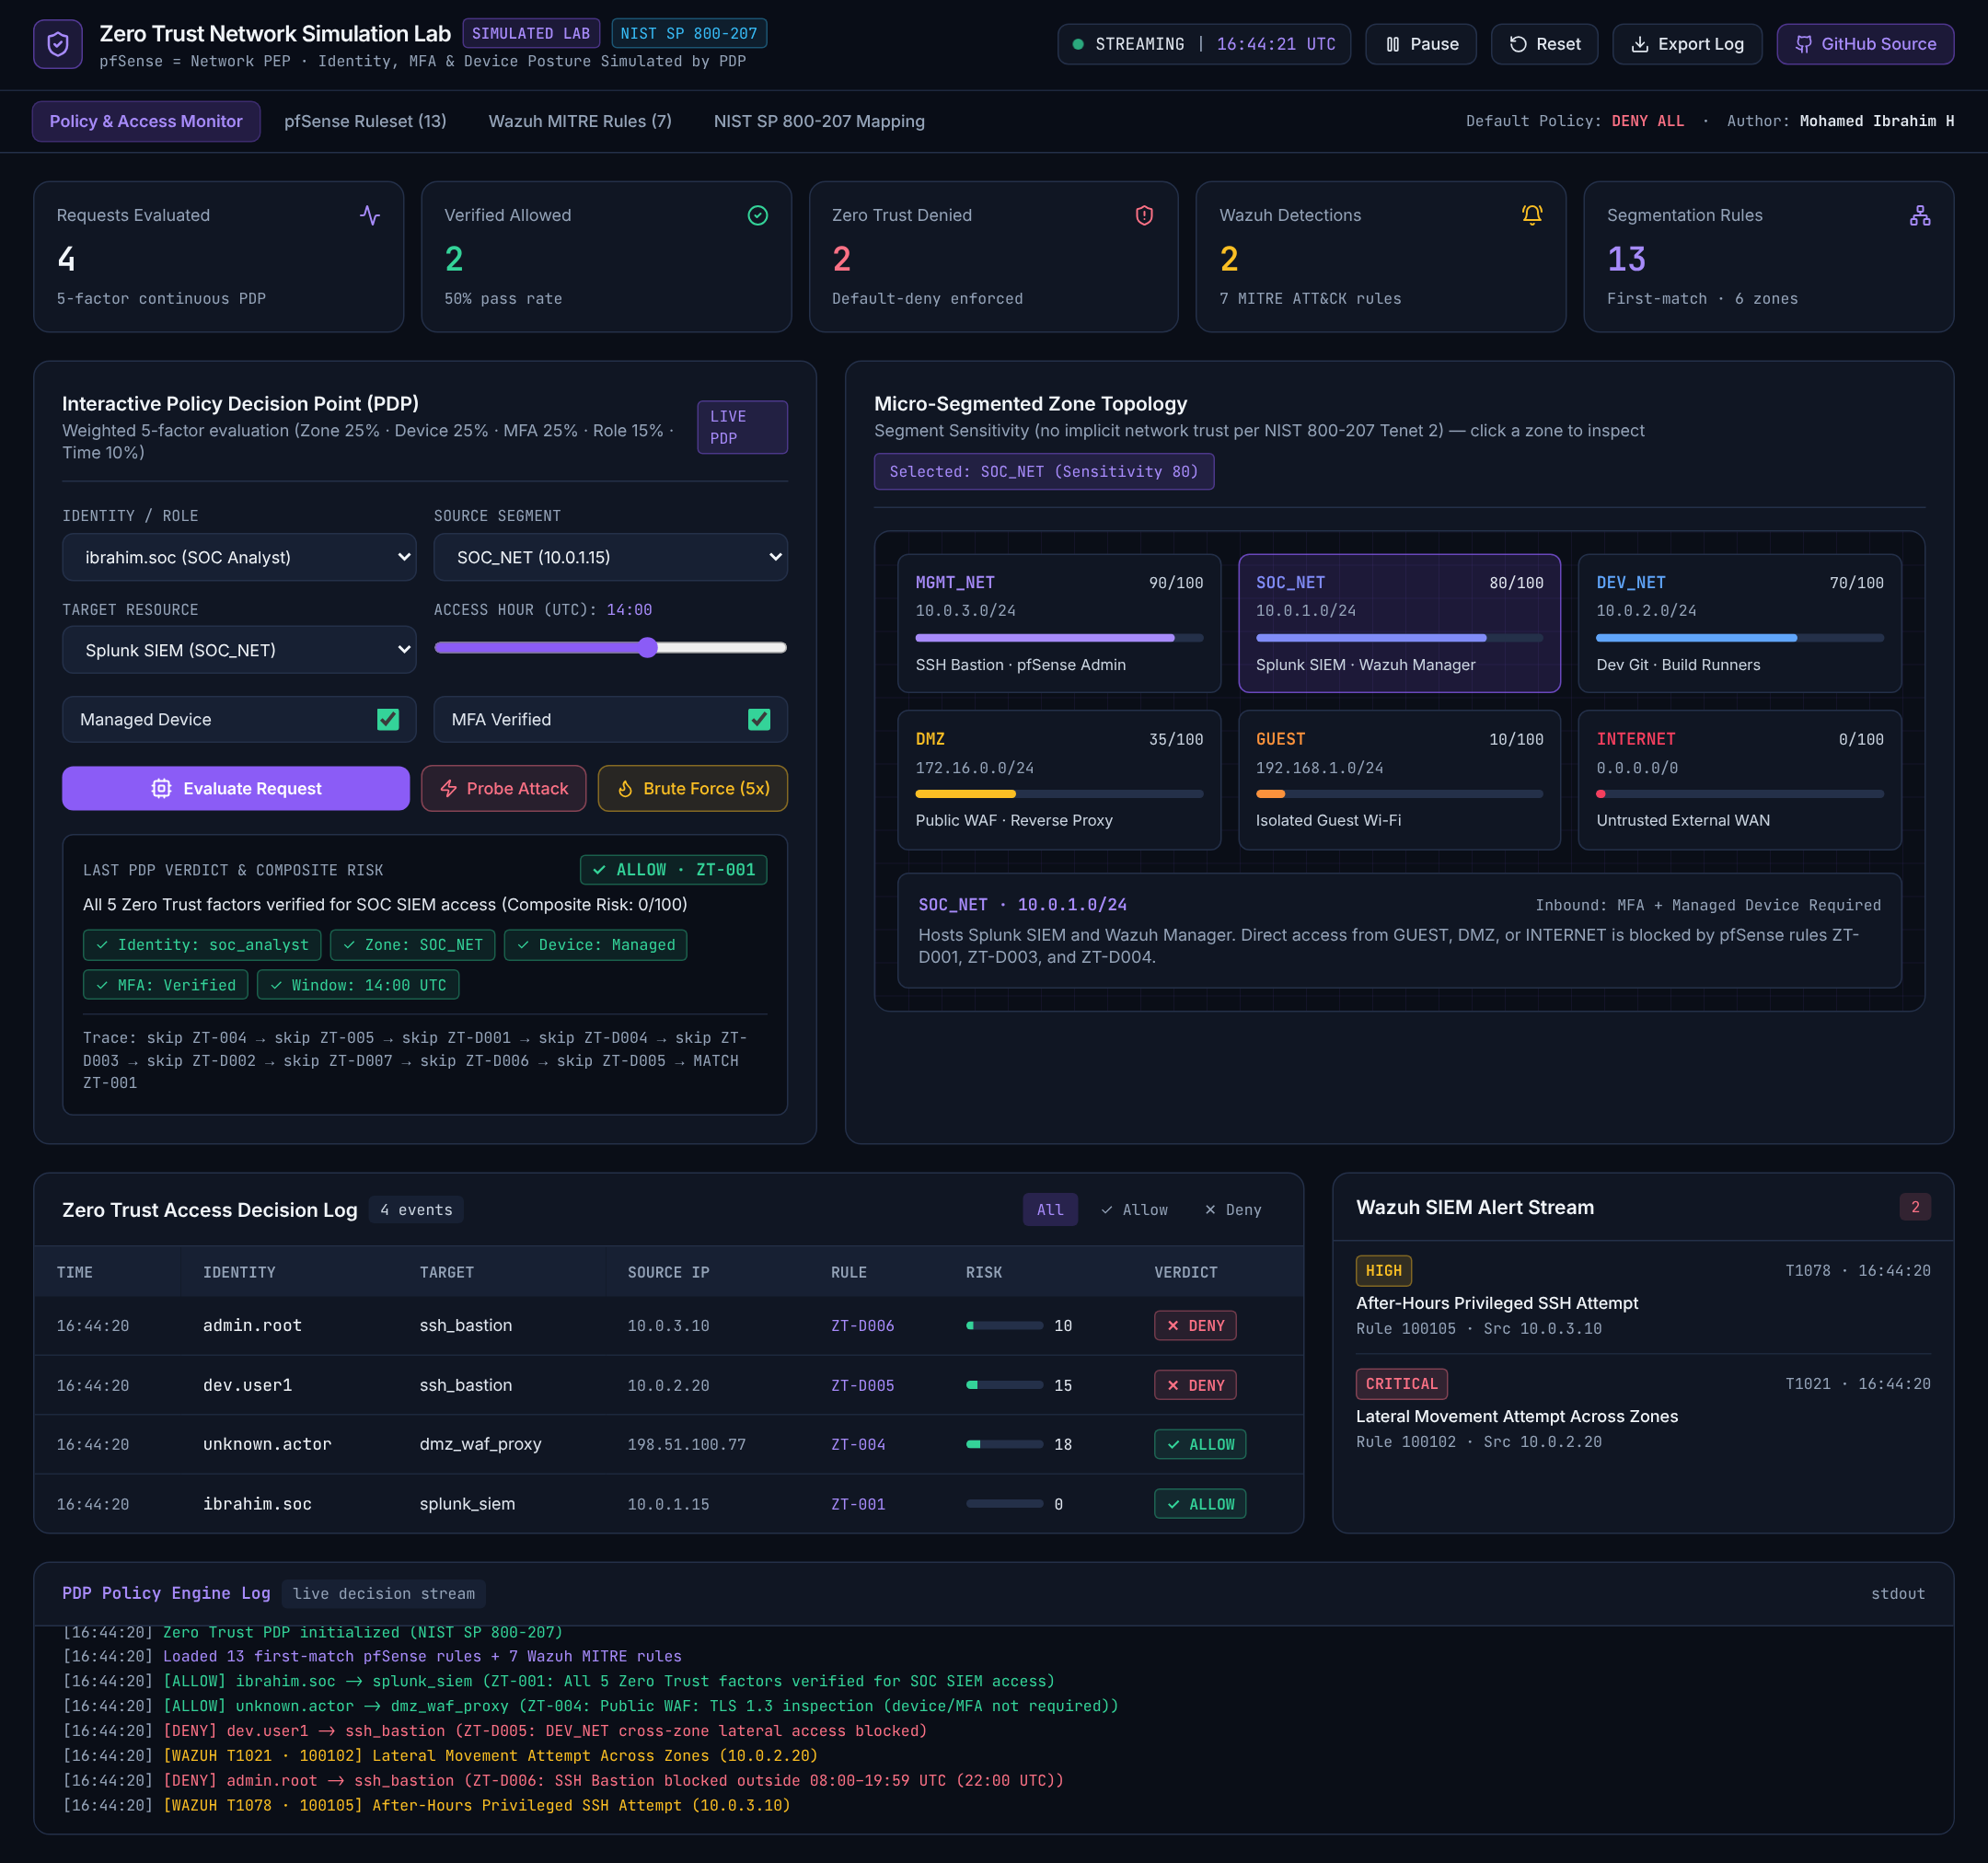 Zero Trust Network Simulation Lab SIMULATED LAB NIST SP 800-207
pfSense = Network PEP · Identity, MFA & Device Posture Simulated by PDP
STREAMING | 16:44:21 UTC Pause Reset Export Log GitHub Source
Policy & Access Monitor pfSense Ruleset (13) Wazuh MITRE Rules (7) NIST SP 800-207 Mapping
Default Policy: DENY ALL · Author: Mohamed Ibrahim H
Requests Evaluated
4
5-factor continuous PDP
Verified Allowed
2
50% pass rate
Zero Trust Denied
2
Default-deny enforced
Wazuh Detections
2
7 MITRE ATT&CK rules
Segmentation Rules
13
First-match · 6 zones
Interactive Policy Decision Point (PDP)
Weighted 5-factor evaluation (Zone 25% · Device 25% · MFA 25% · Role 15% ·
Time 10%)
LIVE
PDP
IDENTITY / ROLE
ibrahim.soc (SOC Analyst)
SOURCE SEGMENT
SOC_NET (10.0.1.15)
TARGET RESOURCE
Splunk SIEM (SOC_NET)
ACCESS HOUR (UTC): 14:00
Managed Device
MFA Verified
Evaluate Request
Probe Attack
Brute Force (5x)
LAST PDP VERDICT & COMPOSITE RISK
✓ ALLOW · ZT-001
All 5 Zero Trust factors verified for SOC SIEM access (Composite Risk: 0/100)
✓ Identity: soc_analyst ✓ Zone: SOC_NET ✓ Device: Managed
✓ MFA: Verified ✓ Window: 14:00 UTC
Trace: skip ZT-004 → skip ZT-005 → skip ZT-D001 → skip ZT-D004 → skip ZT-
D003 → skip ZT-D002 → skip ZT-D007 → skip ZT-D006 → skip ZT-D005 → MATCH
ZT-001
Micro-Segmented Zone Topology
Segment Sensitivity (no implicit network trust per NIST 800-207 Tenet 2) — click a zone to inspect
Selected: SOC_NET (Sensitivity 80)
MGMT_NET 90/100
10.0.3.0/24
SSH Bastion · pfSense Admin
SOC_NET 80/100
10.0.1.0/24
Splunk SIEM · Wazuh Manager
DEV_NET 70/100
10.0.2.0/24
Dev Git · Build Runners
DMZ 35/100
172.16.0.0/24
Public WAF · Reverse Proxy
GUEST 10/100
192.168.1.0/24
Isolated Guest Wi-Fi
INTERNET 0/100
0.0.0.0/0
Untrusted External WAN
SOC_NET · 10.0.1.0/24
Inbound: MFA + Managed Device Required
Hosts Splunk SIEM and Wazuh Manager. Direct access from GUEST, DMZ, or INTERNET is blocked by pfSense rules ZT-
D001, ZT-D003, and ZT-D004.
Zero Trust Access Decision Log 4 events
All ✓ Allow ✕ Deny
TIME IDENTITY TARGET SOURCE IP RULE RISK VERDICT
16:44:20 admin.root ssh_bastion 10.0.3.10 ZT-D006 10 ✕ DENY
16:44:20 dev.user1 ssh_bastion 10.0.2.20 ZT-D005 15 ✕ DENY
16:44:20 unknown.actor dmz_waf_proxy 198.51.100.77 ZT-004 18 ✓ ALLOW
16:44:20 ibrahim.soc splunk_siem 10.0.1.15 ZT-001 0 ✓ ALLOW
Wazuh SIEM Alert Stream 2
HIGH T1078 · 16:44:20
After-Hours Privileged SSH Attempt
Rule 100105 · Src 10.0.3.10
CRITICAL T1021 · 16:44:20
Lateral Movement Attempt Across Zones
Rule 100102 · Src 10.0.2.20
PDP Policy Engine Log live decision stream stdout
[16:44:20] Zero Trust PDP initialized (NIST SP 800-207)
[16:44:20] Loaded 13 first-match pfSense rules + 7 Wazuh MITRE rules
[16:44:20] [ALLOW] ibrahim.soc -> splunk_siem (ZT-001: All 5 Zero Trust factors verified for SOC SIEM access)
[16:44:20] [ALLOW] unknown.actor -> dmz_waf_proxy (ZT-004: Public WAF: TLS 1.3 inspection (device/MFA not required))
[16:44:20] [DENY] dev.user1 -> ssh_bastion (ZT-D005: DEV_NET cross-zone lateral access blocked)
[16:44:20] [WAZUH T1021 · 100102] Lateral Movement Attempt Across Zones (10.0.2.20)
[16:44:20] [DENY] admin.root -> ssh_bastion (ZT-D006: SSH Bastion blocked outside 08:00–19:59 UTC (22:00 UTC))
[16:44:20] [WAZUH T1078 · 100105] After-Hours Privileged SSH Attempt (10.0.3.10)